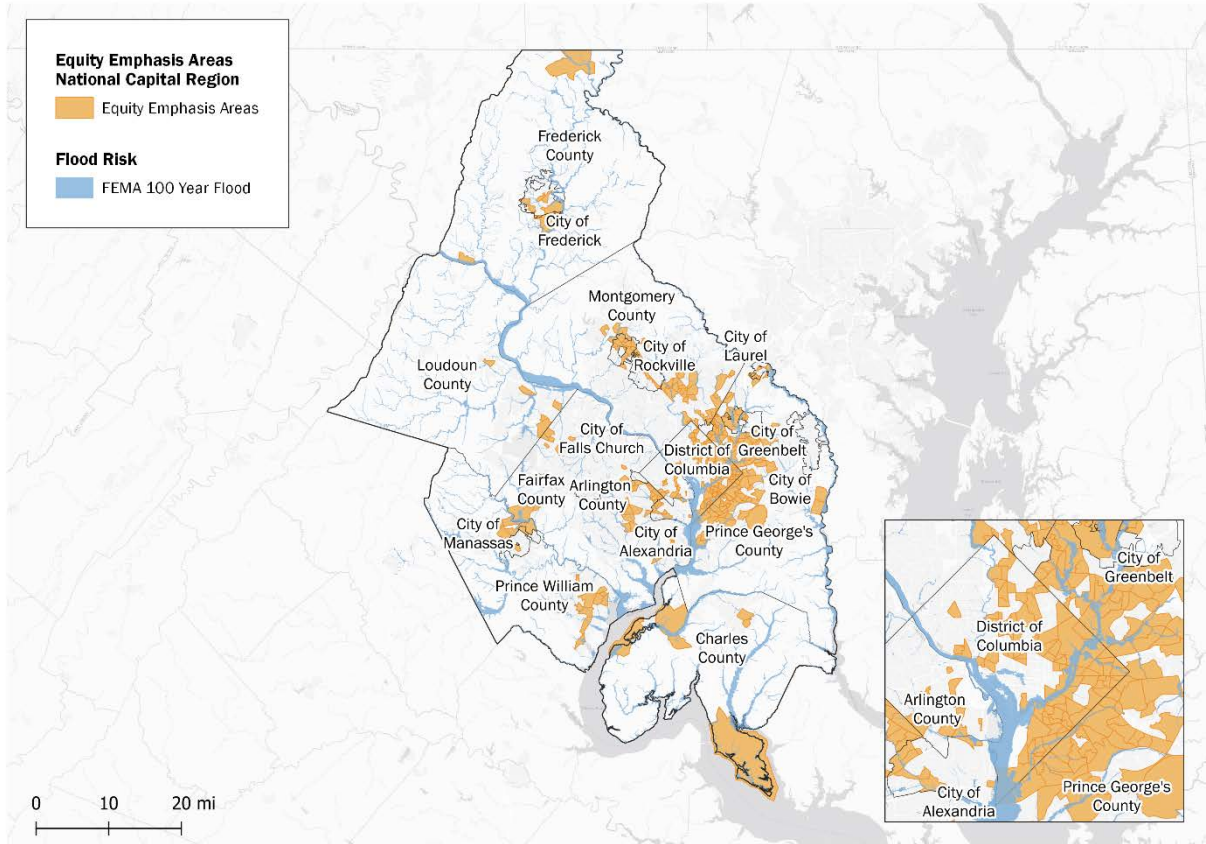 Equity Emphasis Areas
National Capital Region
Equity Emphasis Areas
Flood Risk
FEMA 100 Year Flood
Frederick
County
City of
Frederick
Montgomery
County
City of
Rockville
City of
Laurel
Loudoun
County
City of
Falls Church
District of
Columbia
City of
Greenbelt
Fairfax
County
Arlington
County
City of
Bowie
City of
Manassas
City of
Alexandria
Prince George's
County
Prince William
County
Charles
County
0 10 20 mi
City of
Greenbelt
District of
Columbia
Arlington
County
City of
Alexandria
Prince George's
County